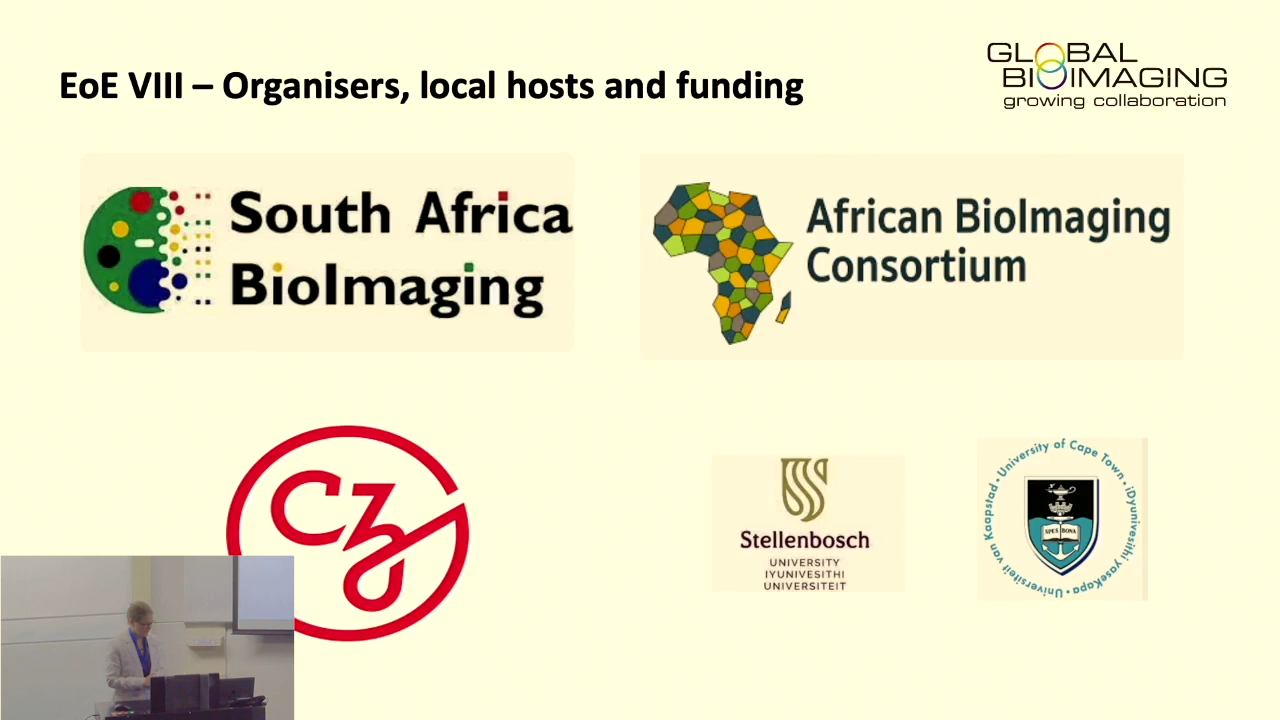 EoE VIII – Organisers, local hosts and funding
GLOBAL
BIOIMAGING
growing collaboration
South Africa
BioImaging
African BioImaging
Consortium
CZI
Stellenbosch
UNIVERSITY
IYUNIVESITHI
UNIVERSITEIT
University of Cape Town • iDyunivesithi yaseKapa • Universiteit van Kaapstad •
SPES BONA